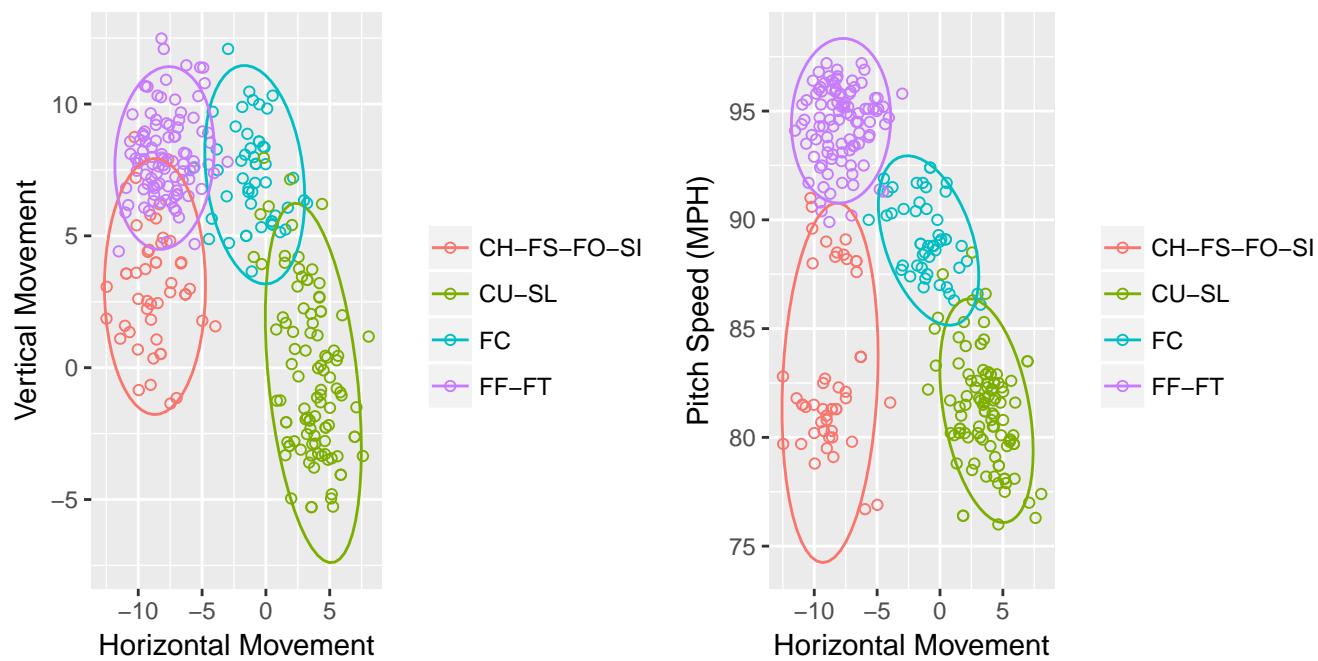 Vertical Movement
10
5
0
−5
−10
−5
0
5
Horizontal Movement
CH−FS−FO−SI
CU−SL
FC
FF−FT
Pitch Speed (MPH)
95
90
85
80
75
−10
−5
0
5
Horizontal Movement
CH−FS−FO−SI
CU−SL
FC
FF−FT